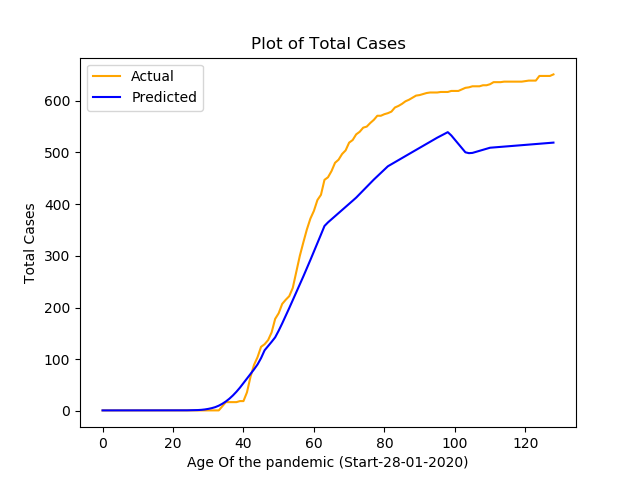 Plot of Total Cases
Actual
Predicted
600
500
400
300
200
100
0
Total Cases
0 20 40 60 80 100 120
Age Of the pandemic (Start-28-01-2020)